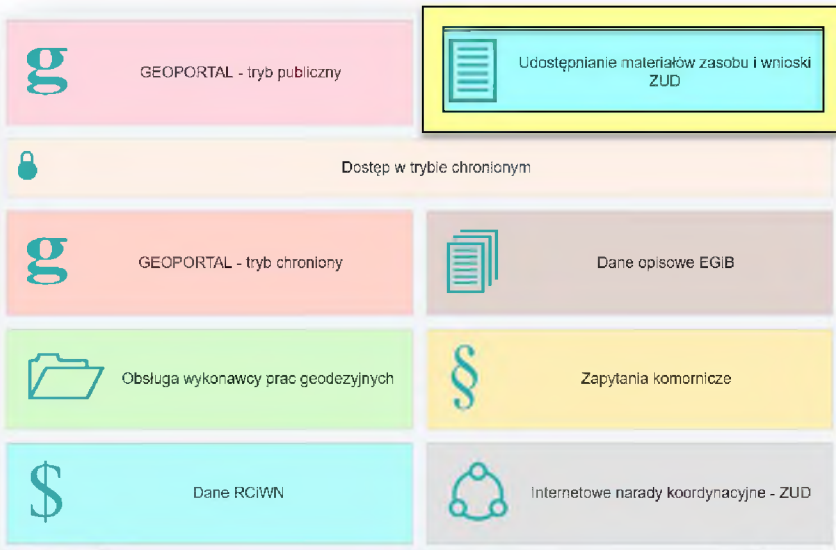 g
GEOPORTAL - tryb publiczny
Udostępnianie materiałów zasobu i wnioski
ZUD
Dostęp w trybie chronionym
g
GEOPORTAL - tryb chroniony
Dane opisowe EGiB
Obsługa wykonawcy prac geodezyjnych
§
Zapytania komornicze
$
Dane RCiWN
Internetowe narady koordynacyjne - ZUD